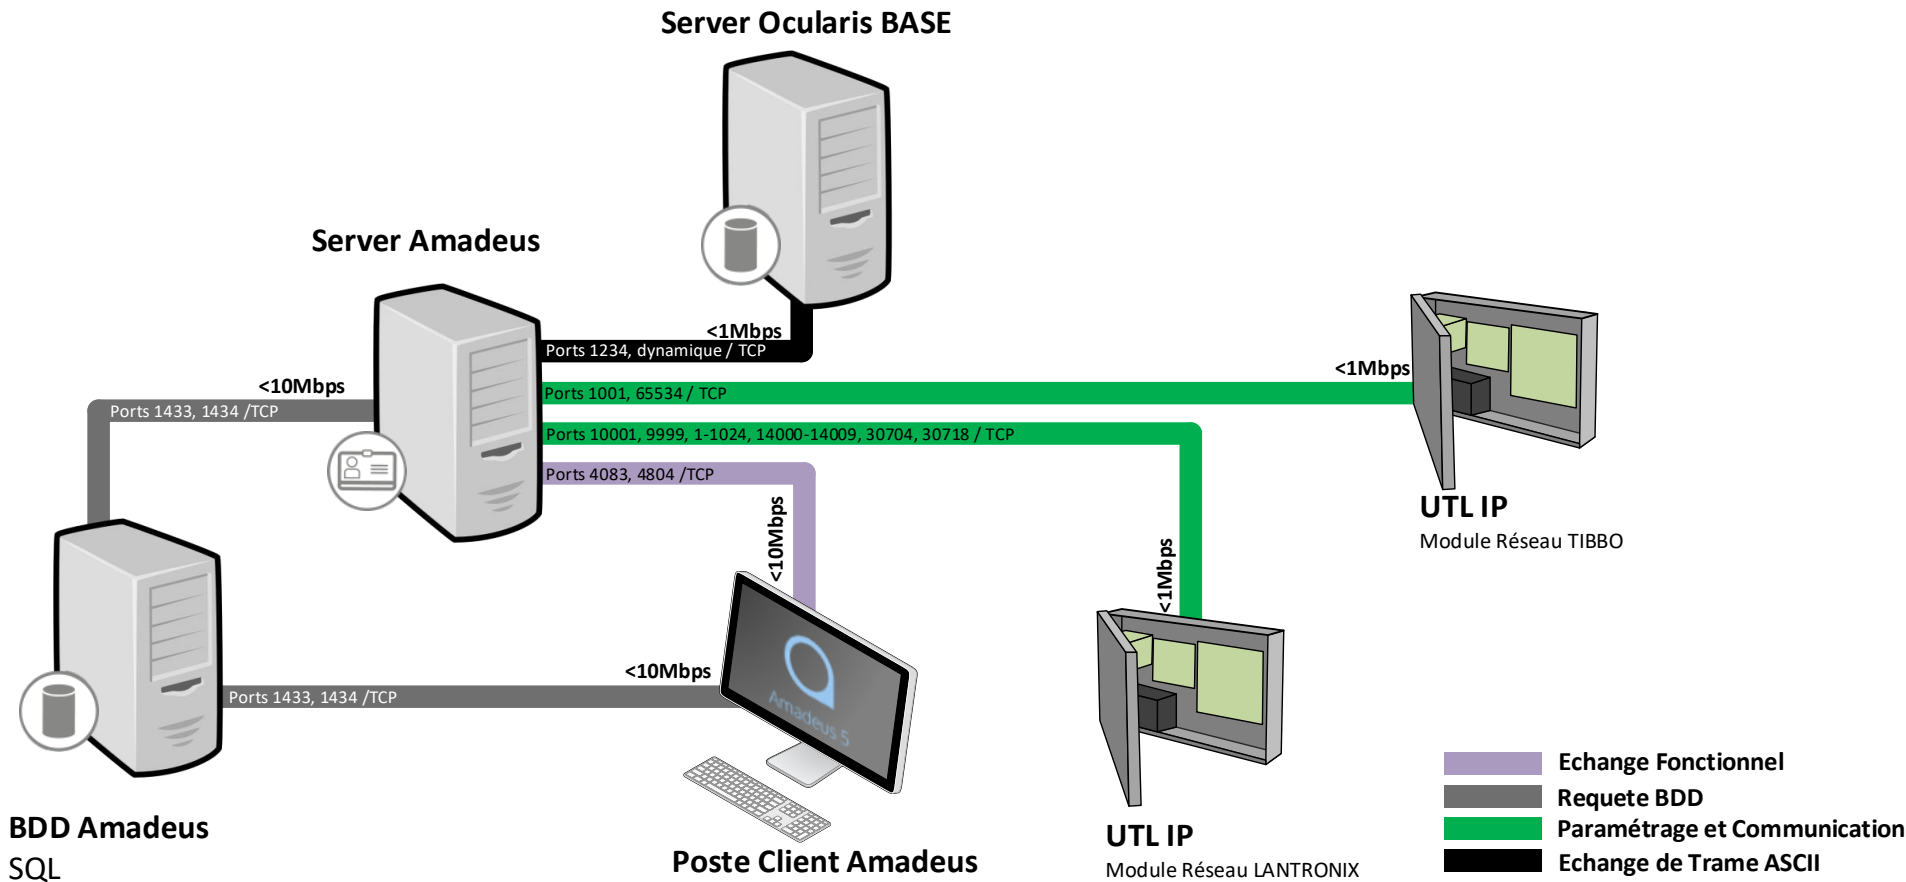 Server Ocularis BASE
Server Amadeus
<1Mbps
Ports 1234, dynamique / TCP
<10Mbps
Ports 1433, 1434 /TCP
<1Mbps
Ports 1001, 65534 / TCP
Ports 10001, 9999, 1-1024, 14000-14009, 30704, 30718 / TCP
Ports 4083, 4804 /TCP
<10Mbps
<1Mbps
UTL IP
Module Réseau TIBBO
<10Mbps
Ports 1433, 1434 /TCP
Amadeus 5
BDD Amadeus
SQL
Poste Client Amadeus
UTL IP
Module Réseau LANTRONIX
Echange Fonctionnel
Requete BDD
Paramétrage et Communication
Echange de Trame ASCII